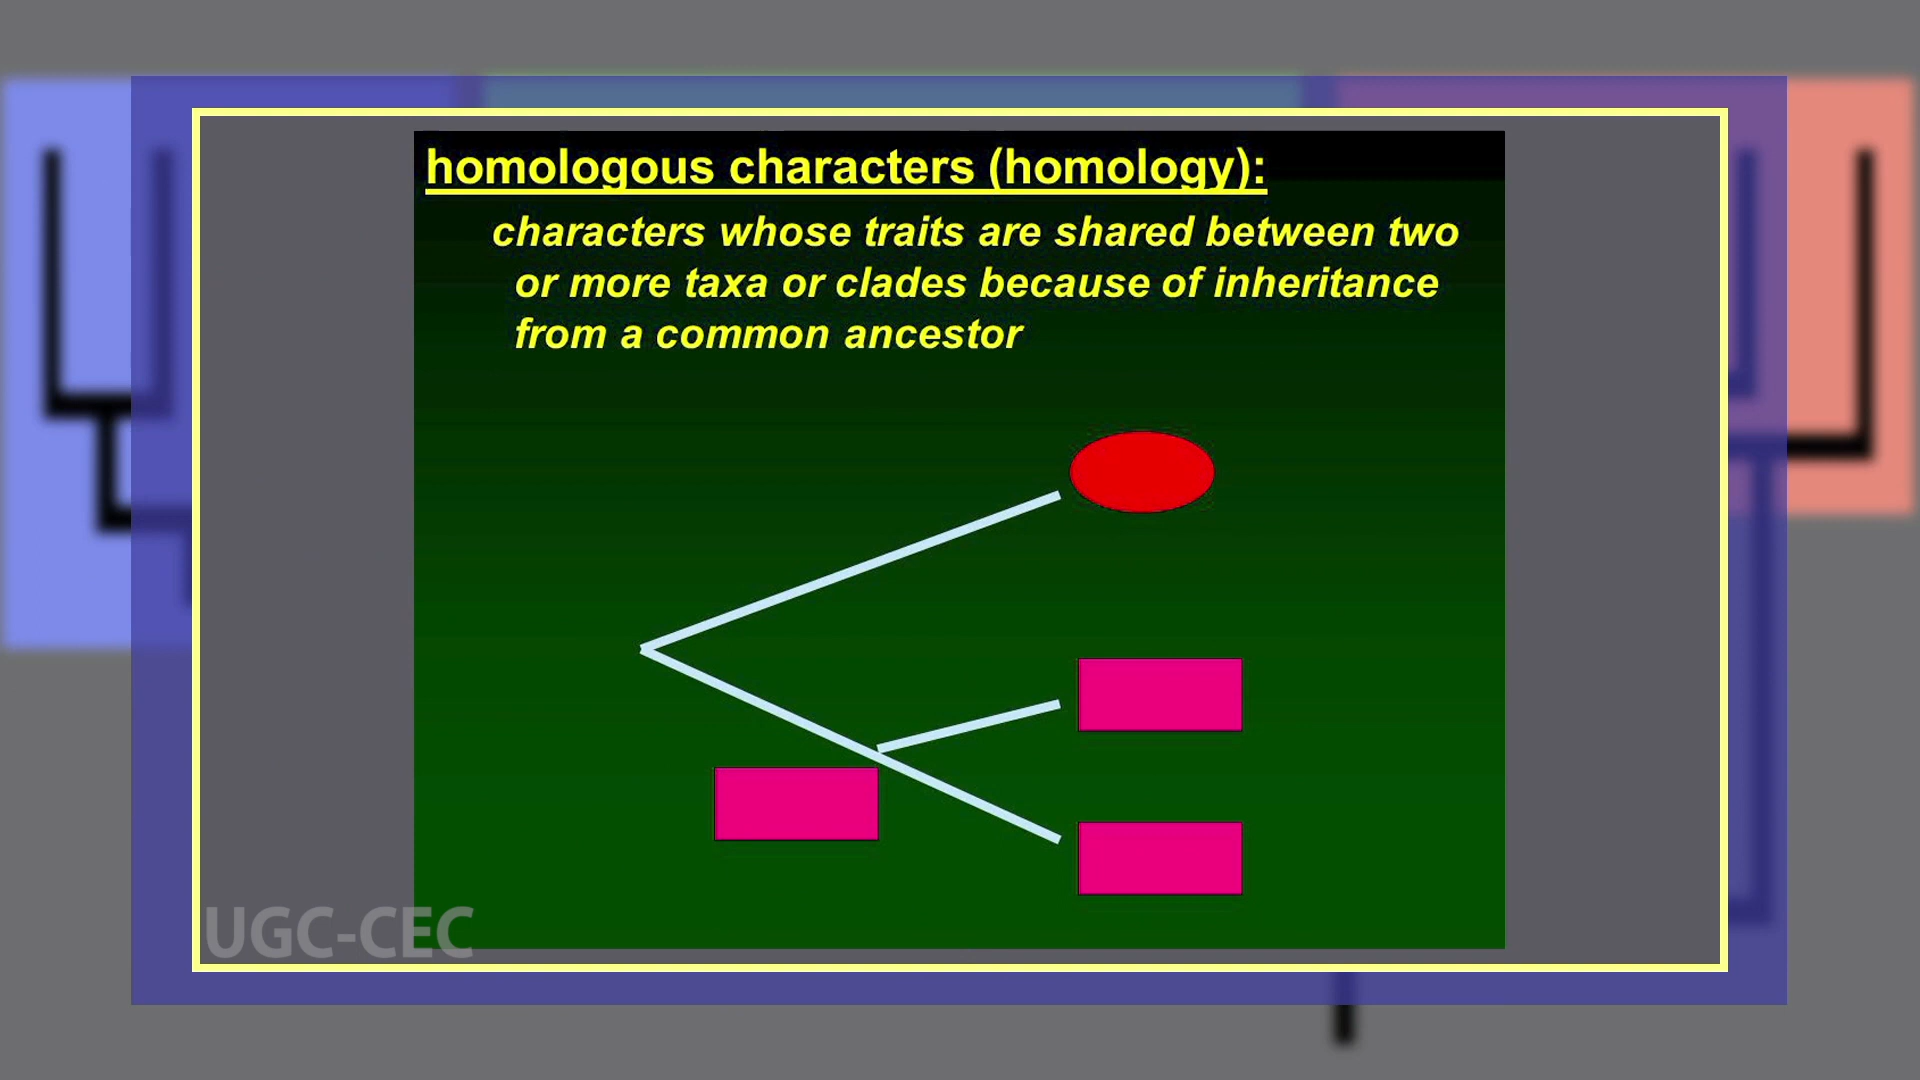 homologous characters (homology):
characters whose traits are shared between two
or more taxa or clades because of inheritance
from a common ancestor
UGC-CEC